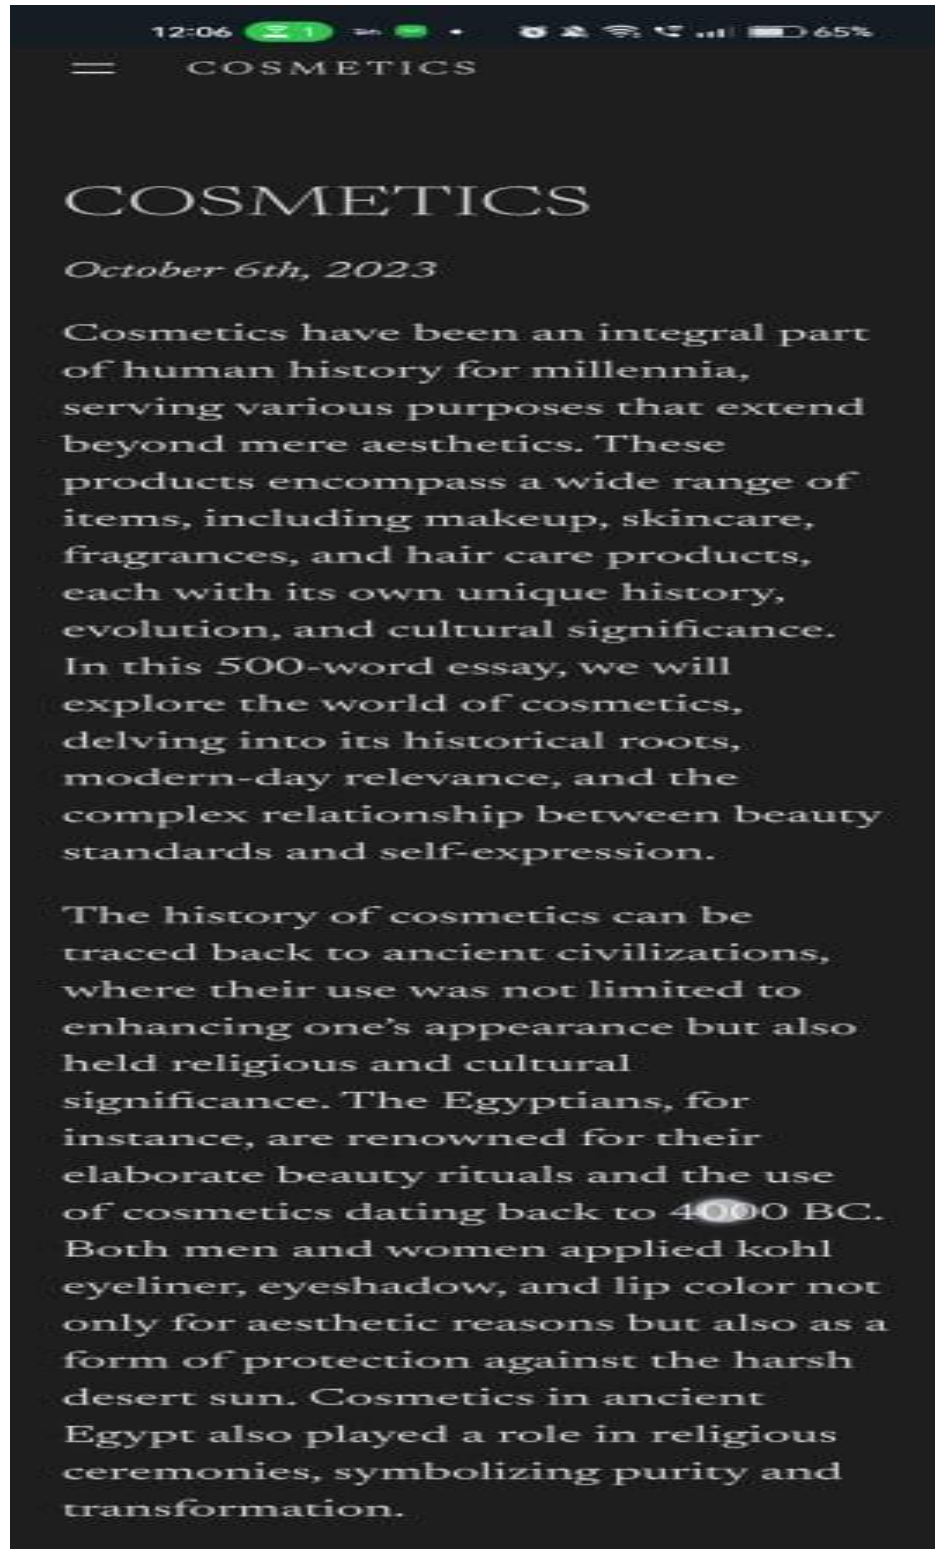 12:06 1 65%
COSMETICS
COSMETICS
October 6th, 2023
Cosmetics have been an integral part
of human history for millennia,
serving various purposes that extend
beyond mere aesthetics. These
products encompass a wide range of
items, including makeup, skincare,
fragrances, and hair care products,
each with its own unique history,
evolution, and cultural significance.
In this 500-word essay, we will
explore the world of cosmetics,
delving into its historical roots,
modern-day relevance, and the
complex relationship between beauty
standards and self-expression.
The history of cosmetics can be
traced back to ancient civilizations,
where their use was not limited to
enhancing one’s appearance but also
held religious and cultural
significance. The Egyptians, for
instance, are renowned for their
elaborate beauty rituals and the use
of cosmetics dating back to 4000 BC.
Both men and women applied kohl
eyeliner, eyeshadow, and lip color not
only for aesthetic reasons but also as a
form of protection against the harsh
desert sun. Cosmetics in ancient
Egypt also played a role in religious
ceremonies, symbolizing purity and
transformation.